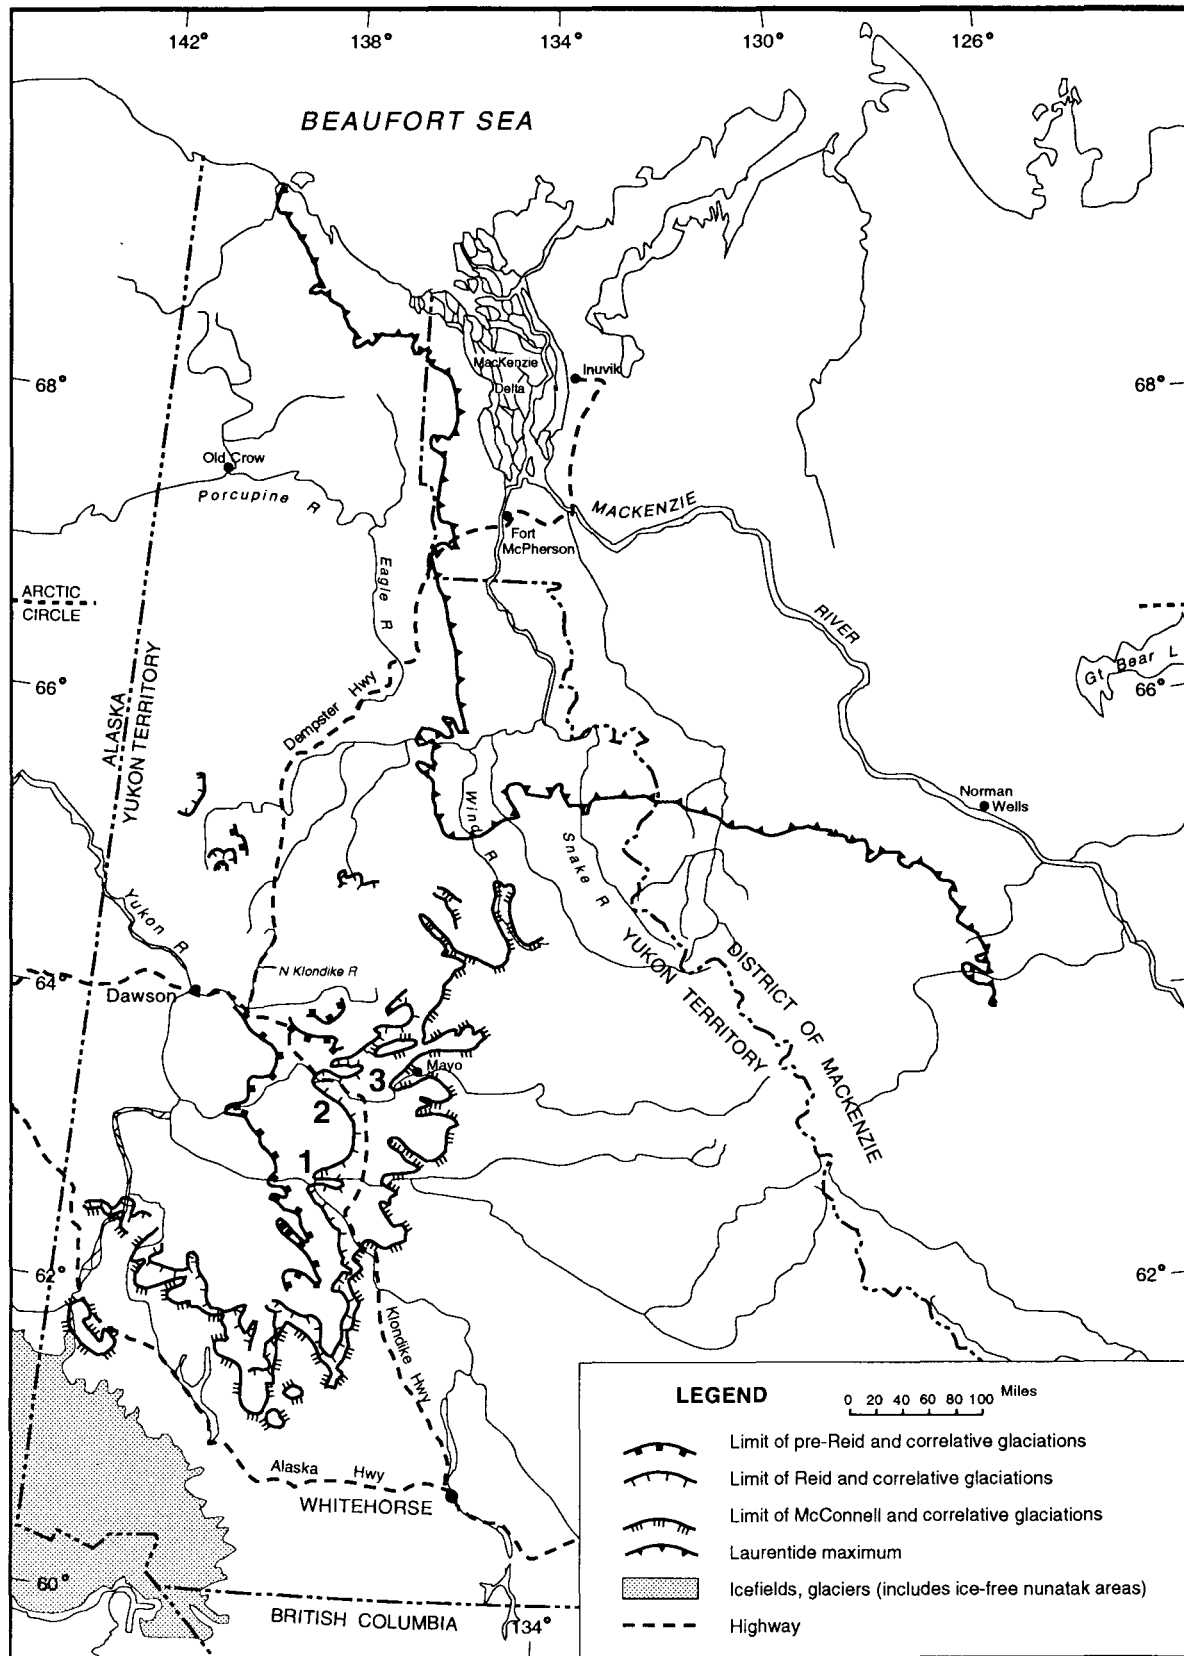 142° 138° 134° 130° 126°
BEAUFORT SEA
MacKenzie
Delta
Inuvik
68° 68°
Old Crow
Porcupine R
MACKENZIE
RIVER
Fort
McPherson
Eagle R
ARCTIC
CIRCLE
Gt Bear L
66° 66°
ALASKA
YUKON TERRITORY
Dempster Hwy
Wind R
Snake R
Norman
Wells
Yukon R
YUKON TERRITORY
DISTRICT OF MACKENZIE
N Klondike R
64°
Dawson
Mayo
3
2
1
62° 62°
Klondike Hwy
Alaska Hwy
WHITEHORSE
60°
BRITISH COLUMBIA
134°
LEGEND
0 20 40 60 80 100 Miles
Limit of pre-Reid and correlative glaciations
Limit of Reid and correlative glaciations
Limit of McConnell and correlative glaciations
Laurentide maximum
Icefields, glaciers (includes ice-free nunatak areas)
Highway